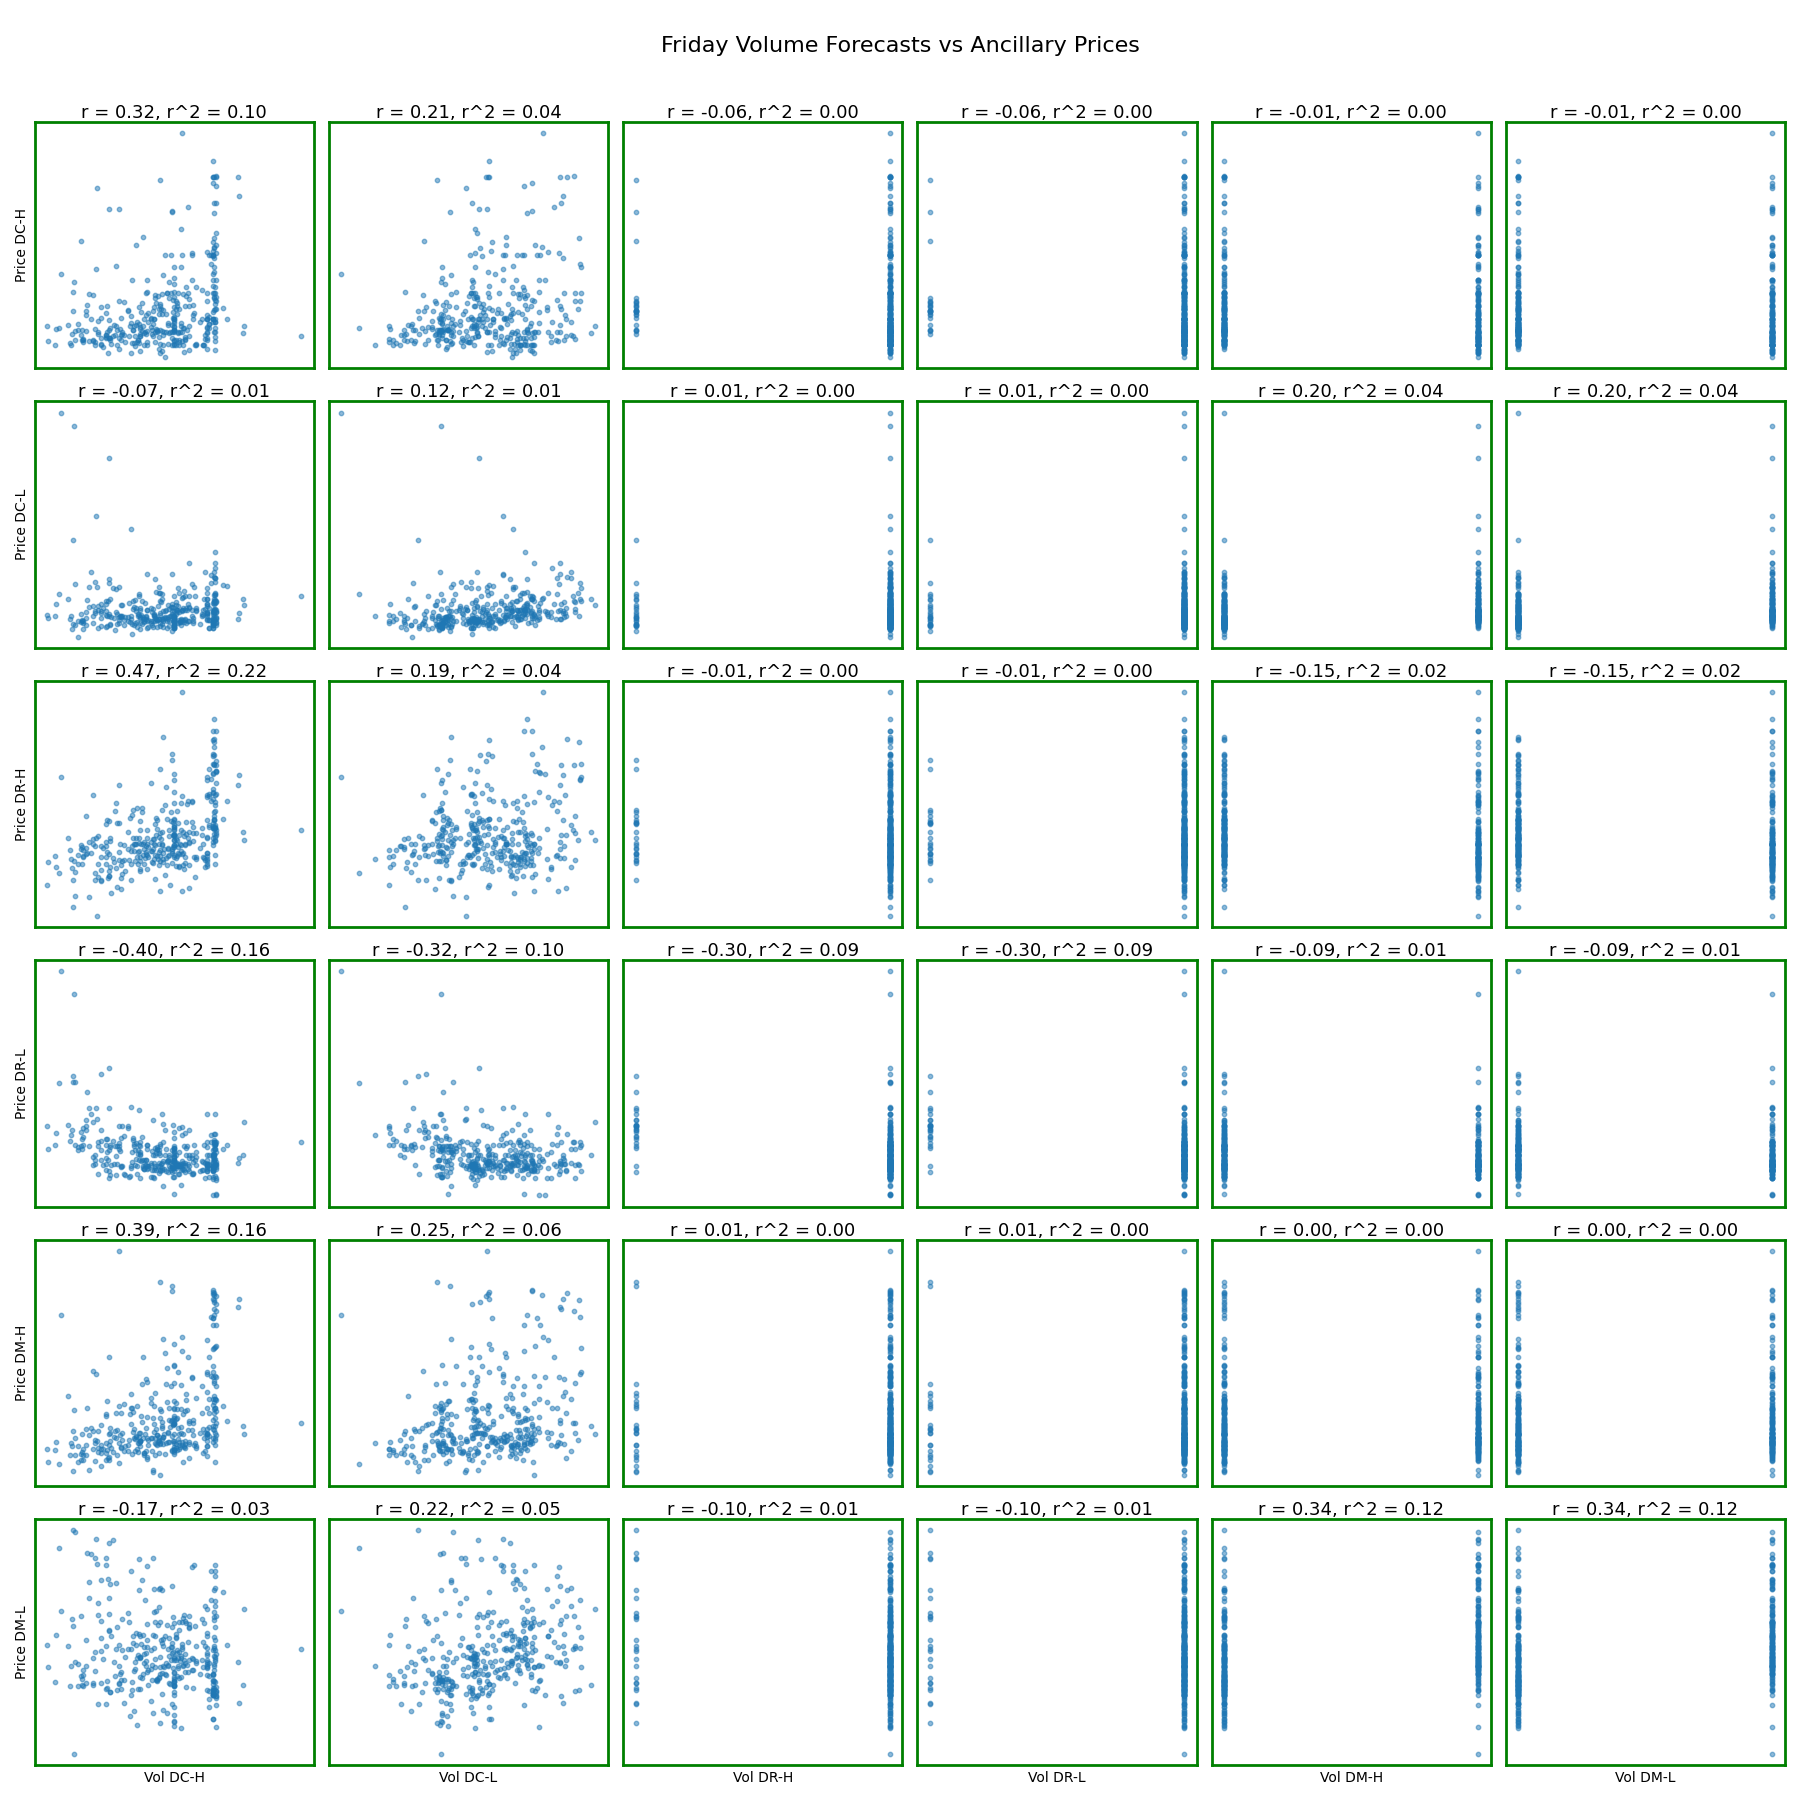 Friday Volume Forecasts vs Ancillary Prices
r = 0.32, r^2 = 0.10
r = 0.21, r^2 = 0.04
r = -0.06, r^2 = 0.00
r = -0.06, r^2 = 0.00
r = -0.01, r^2 = 0.00
r = -0.01, r^2 = 0.00
Price DC-H
r = -0.07, r^2 = 0.01
r = 0.12, r^2 = 0.01
r = 0.01, r^2 = 0.00
r = 0.01, r^2 = 0.00
r = 0.20, r^2 = 0.04
r = 0.20, r^2 = 0.04
Price DC-L
r = 0.47, r^2 = 0.22
r = 0.19, r^2 = 0.04
r = -0.01, r^2 = 0.00
r = -0.01, r^2 = 0.00
r = -0.15, r^2 = 0.02
r = -0.15, r^2 = 0.02
Price DR-H
r = -0.40, r^2 = 0.16
r = -0.32, r^2 = 0.10
r = -0.30, r^2 = 0.09
r = -0.30, r^2 = 0.09
r = -0.09, r^2 = 0.01
r = -0.09, r^2 = 0.01
Price DR-L
r = 0.39, r^2 = 0.16
r = 0.25, r^2 = 0.06
r = 0.01, r^2 = 0.00
r = 0.01, r^2 = 0.00
r = 0.00, r^2 = 0.00
r = 0.00, r^2 = 0.00
Price DM-H
r = -0.17, r^2 = 0.03
r = 0.22, r^2 = 0.05
r = -0.10, r^2 = 0.01
r = -0.10, r^2 = 0.01
r = 0.34, r^2 = 0.12
r = 0.34, r^2 = 0.12
Price DM-L
Vol DC-H
Vol DC-L
Vol DR-H
Vol DR-L
Vol DM-H
Vol DM-L